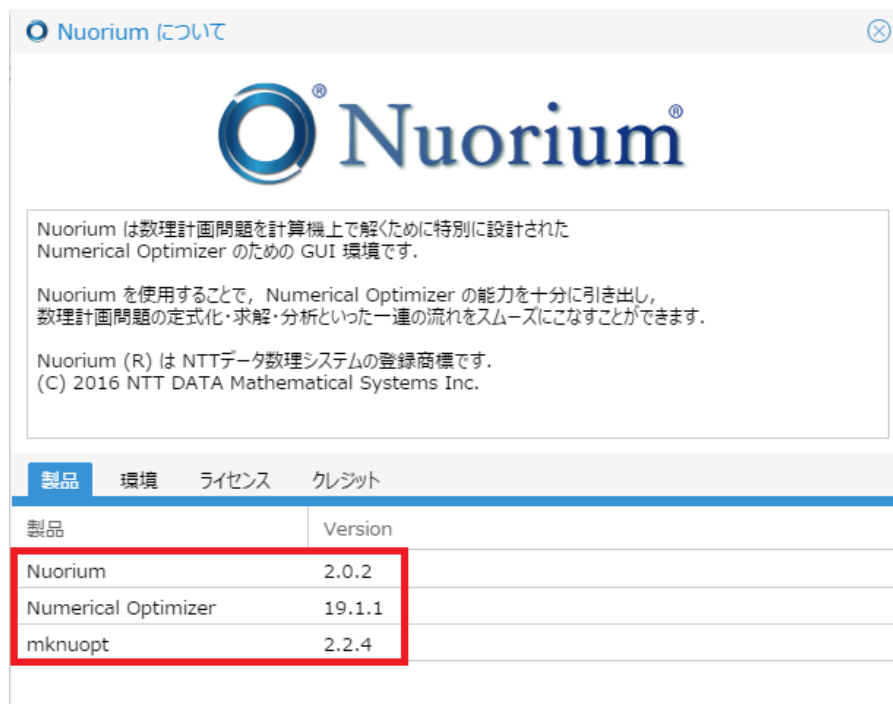 Nuorium について
Nuorium®
Nuorium は数理計画問題を計算機上で解くために特別に設計された
Numerical Optimizer のための GUI 環境です.
Nuorium を使用することで, Numerical Optimizer の能力を十分に引き出し,
数理計画問題の定式化・求解・分析といった一連の流れをスムーズにこなすことができます.
Nuorium (R) は NTTデータ数理システムの登録商標です.
(C) 2016 NTT DATA Mathematical Systems Inc.
製品 環境 ライセンス クレジット
製品 Version
Nuorium 2.0.2
Numerical Optimizer 19.1.1
mknuopt 2.2.4